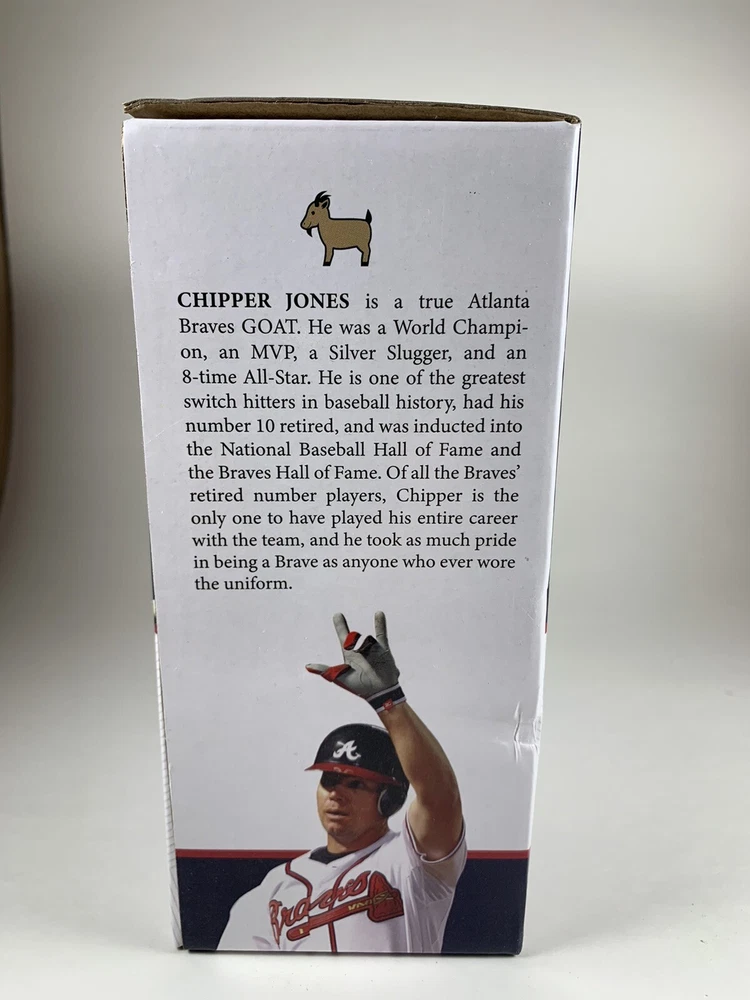 CHIPPER JONES is a true Atlanta
Braves GOAT. He was a World Champi-
on, an MVP, a Silver Slugger, and an
8-time All-Star. He is one of the greatest
switch hitters in baseball history, had his
number 10 retired, and was inducted into
the National Baseball Hall of Fame and
the Braves Hall of Fame. Of all the Braves'
retired number players, Chipper is the
only one to have played his entire career
with the team, and he took as much pride
in being a Brave as anyone who ever wore
the uniform.
A
Braves